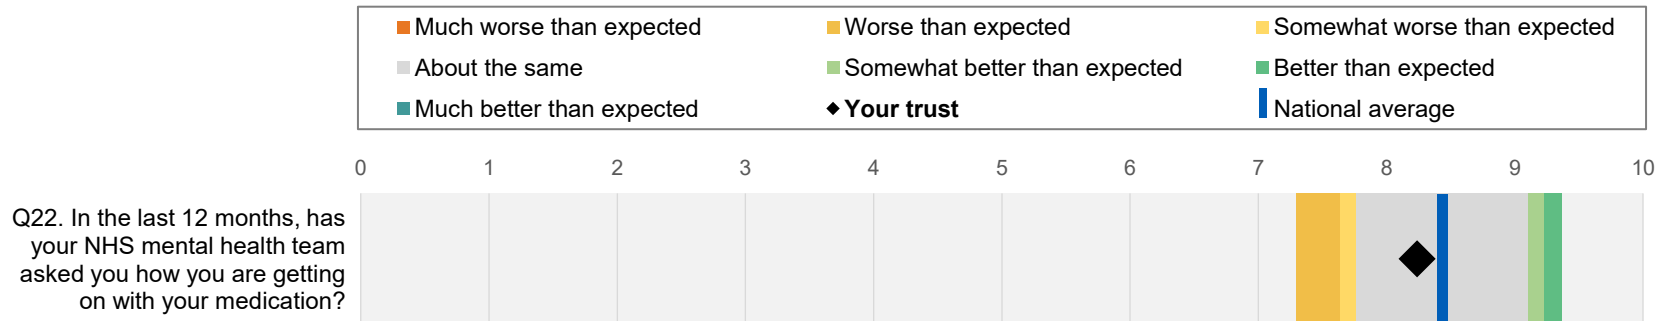 Much worse than expected Worse than expected Somewhat worse than expected
About the same Somewhat better than expected Better than expected
Much better than expected Your trust National average
0 1 2 3 4 5 6 7 8 9 10
Q22. In the last 12 months, has
your NHS mental health team
asked you how you are getting
on with your medication?